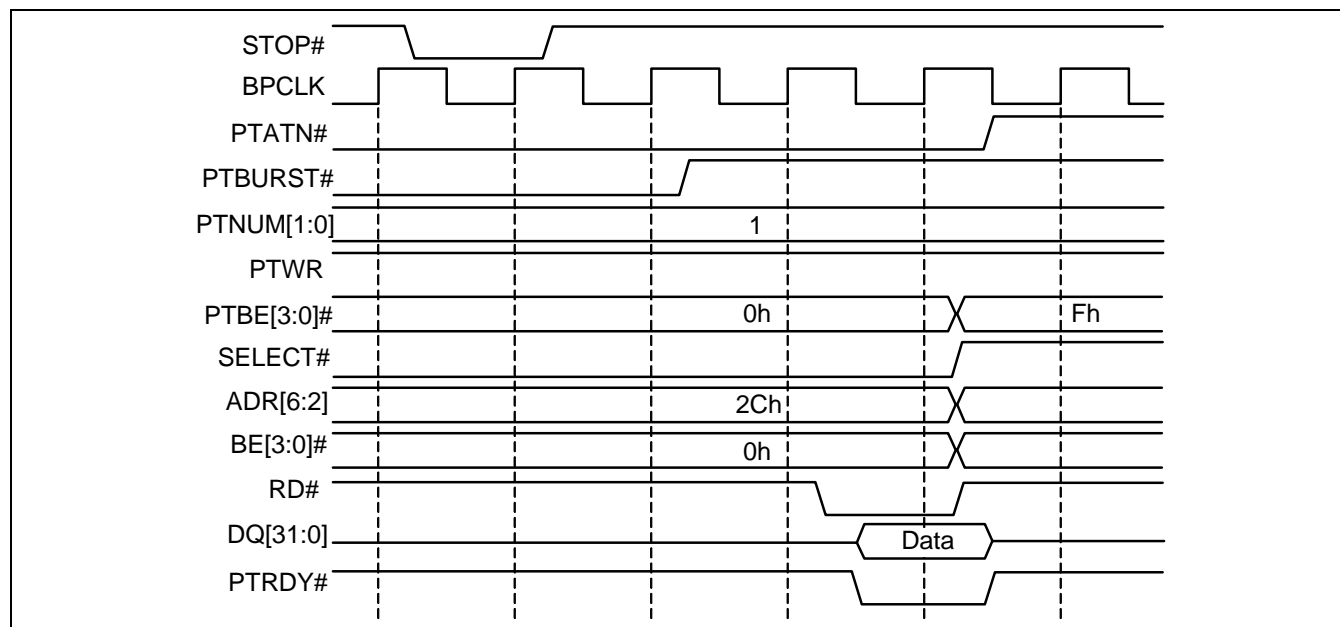 STOP#
BPCLK
PTATN#
PTBURST#
PTNUM[1:0] 1
PTWR
PTBE[3:0]# 0h Fh
SELECT#
ADR[6:2] 2Ch
BE[3:0]# 0h
RD#
DQ[31:0] Data
PTRDY#